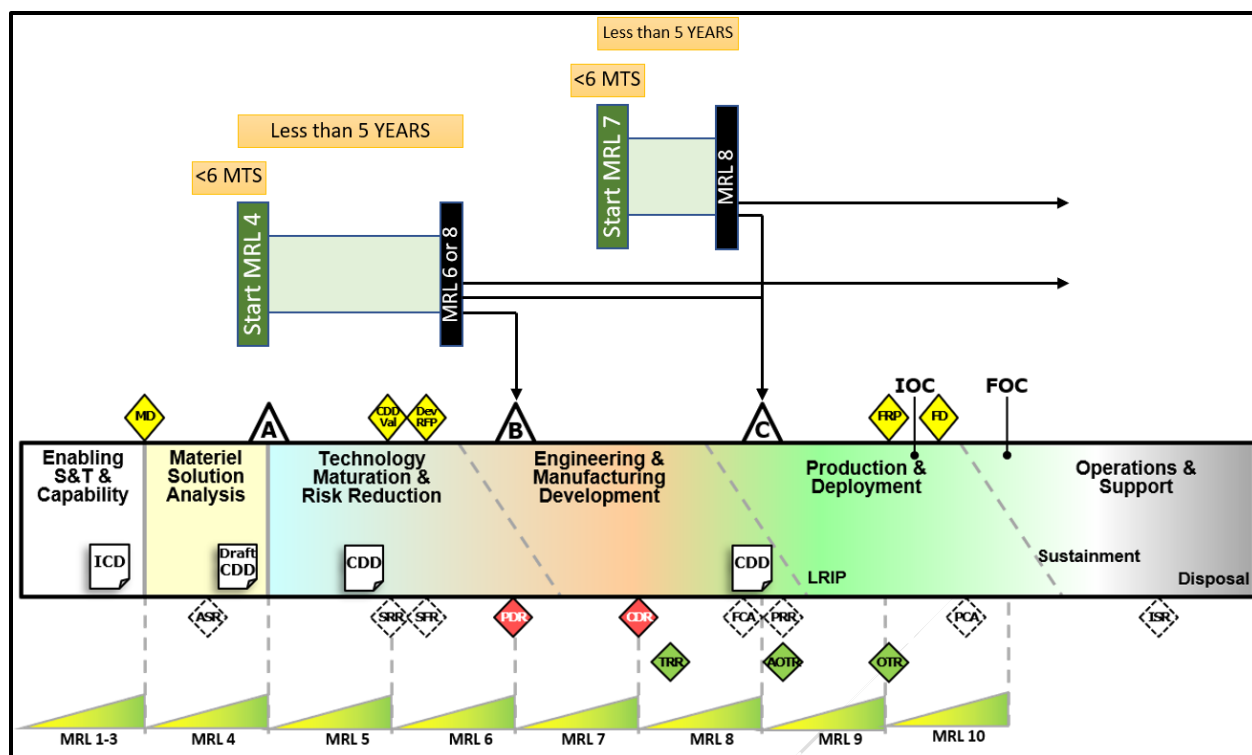 Less than 5 YEARS
<6 MTS
Start MRL 7
MRL 8
Less than 5 YEARS
<6 MTS
Start MRL 4
MRL 6 or 8
IOC
FOC
MD
A
CDD
Val
Dev
RFP
B
C
FRP
FD
Enabling
S&T &
Capability
Materiel
Solution
Analysis
Technology
Maturation &
Risk Reduction
Engineering &
Manufacturing
Development
Production &
Deployment
Operations &
Support
ICD
Draft
CDD
CDD
CDD
LRIP
Sustainment
Disposal
ASR
SRR
SFR
PDR
CDR
FCA
PRR
PCA
ISR
TRR
AOTR
OTR
MRL 1-3
MRL 4
MRL 5
MRL 6
MRL 7
MRL 8
MRL 9
MRL 10